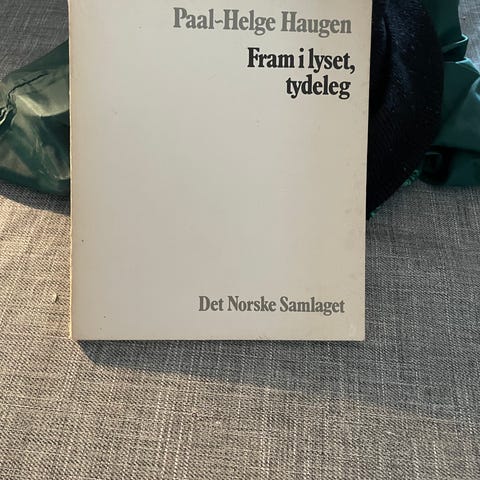 Paal-Helge Haugen
Fram i lyset,
tydeleg
Det Norske Samlaget